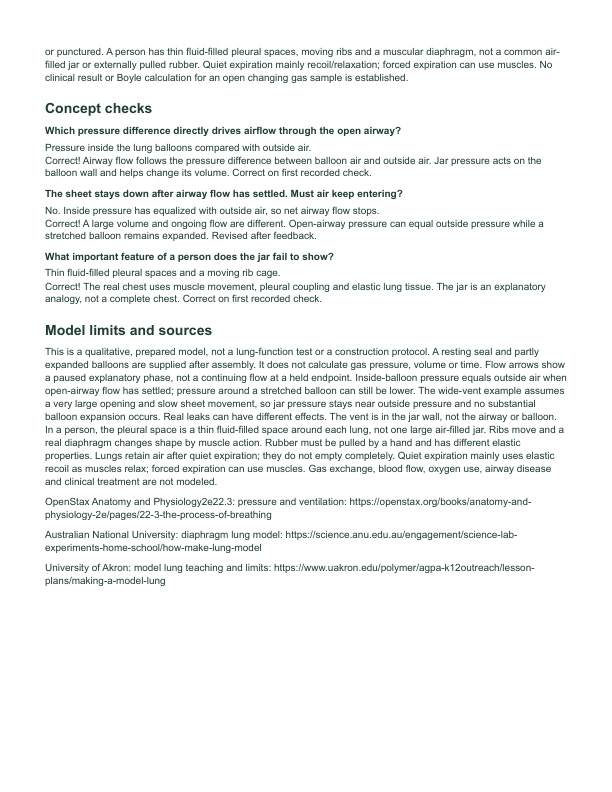 or punctured. A person has thin fluid-filled pleural spaces, moving ribs and a muscular diaphragm, not a common air-
filled jar or externally pulled rubber. Quiet expiration mainly recoil/relaxation; forced expiration can use muscles. No
clinical result or Boyle calculation for an open changing gas sample is established.
Concept checks
Which pressure difference directly drives airflow through the open airway?
Pressure inside the lung balloons compared with outside air.
Correct! Airway flow follows the pressure difference between balloon air and outside air. Jar pressure acts on the
balloon wall and helps change its volume. Correct on first recorded check.
The sheet stays down after airway flow has settled. Must air keep entering?
No. Inside pressure has equalized with outside air, so net airway flow stops.
Correct! A large volume and ongoing flow are different. Open-airway pressure can equal outside pressure while a
stretched balloon remains expanded. Revised after feedback.
What important feature of a person does the jar fail to show?
Thin fluid-filled pleural spaces and a moving rib cage.
Correct! The real chest uses muscle movement, pleural coupling and elastic lung tissue. The jar is an explanatory
analogy, not a complete chest. Correct on first recorded check.
Model limits and sources
This is a qualitative, prepared model, not a lung-function test or a construction protocol. A resting seal and partly
expanded balloons are supplied after assembly. It does not calculate gas pressure, volume or time. Flow arrows show
a paused explanatory phase, not a continuing flow at a held endpoint. Inside-balloon pressure equals outside air when
open-airway flow has settled; pressure around a stretched balloon can still be lower. The wide-vent example assumes
a very large opening and slow sheet movement, so jar pressure stays near outside pressure and no substantial
balloon expansion occurs. Real leaks can have different effects. The vent is in the jar wall, not the airway or balloon.
In a person, the pleural space is a thin fluid-filled space around each lung, not one large air-filled jar. Ribs move and a
real diaphragm changes shape by muscle action. Rubber must be pulled by a hand and has different elastic
properties. Lungs retain air after quiet expiration; they do not empty completely. Quiet expiration mainly uses elastic
recoil as muscles relax; forced expiration can use muscles. Gas exchange, blood flow, oxygen use, airway disease
and clinical treatment are not modeled.
OpenStax Anatomy and Physiology2e22.3: pressure and ventilation: https://openstax.org/books/anatomy-and-
physiology-2e/pages/22-3-the-process-of-breathing
Australian National University: diaphragm lung model: https://science.anu.edu.au/engagement/science-lab-
experiments-home-school/how-make-lung-model
University of Akron: model lung teaching and limits: https://www.uakron.edu/polymer/agpa-k12outreach/lesson-
plans/making-a-model-lung